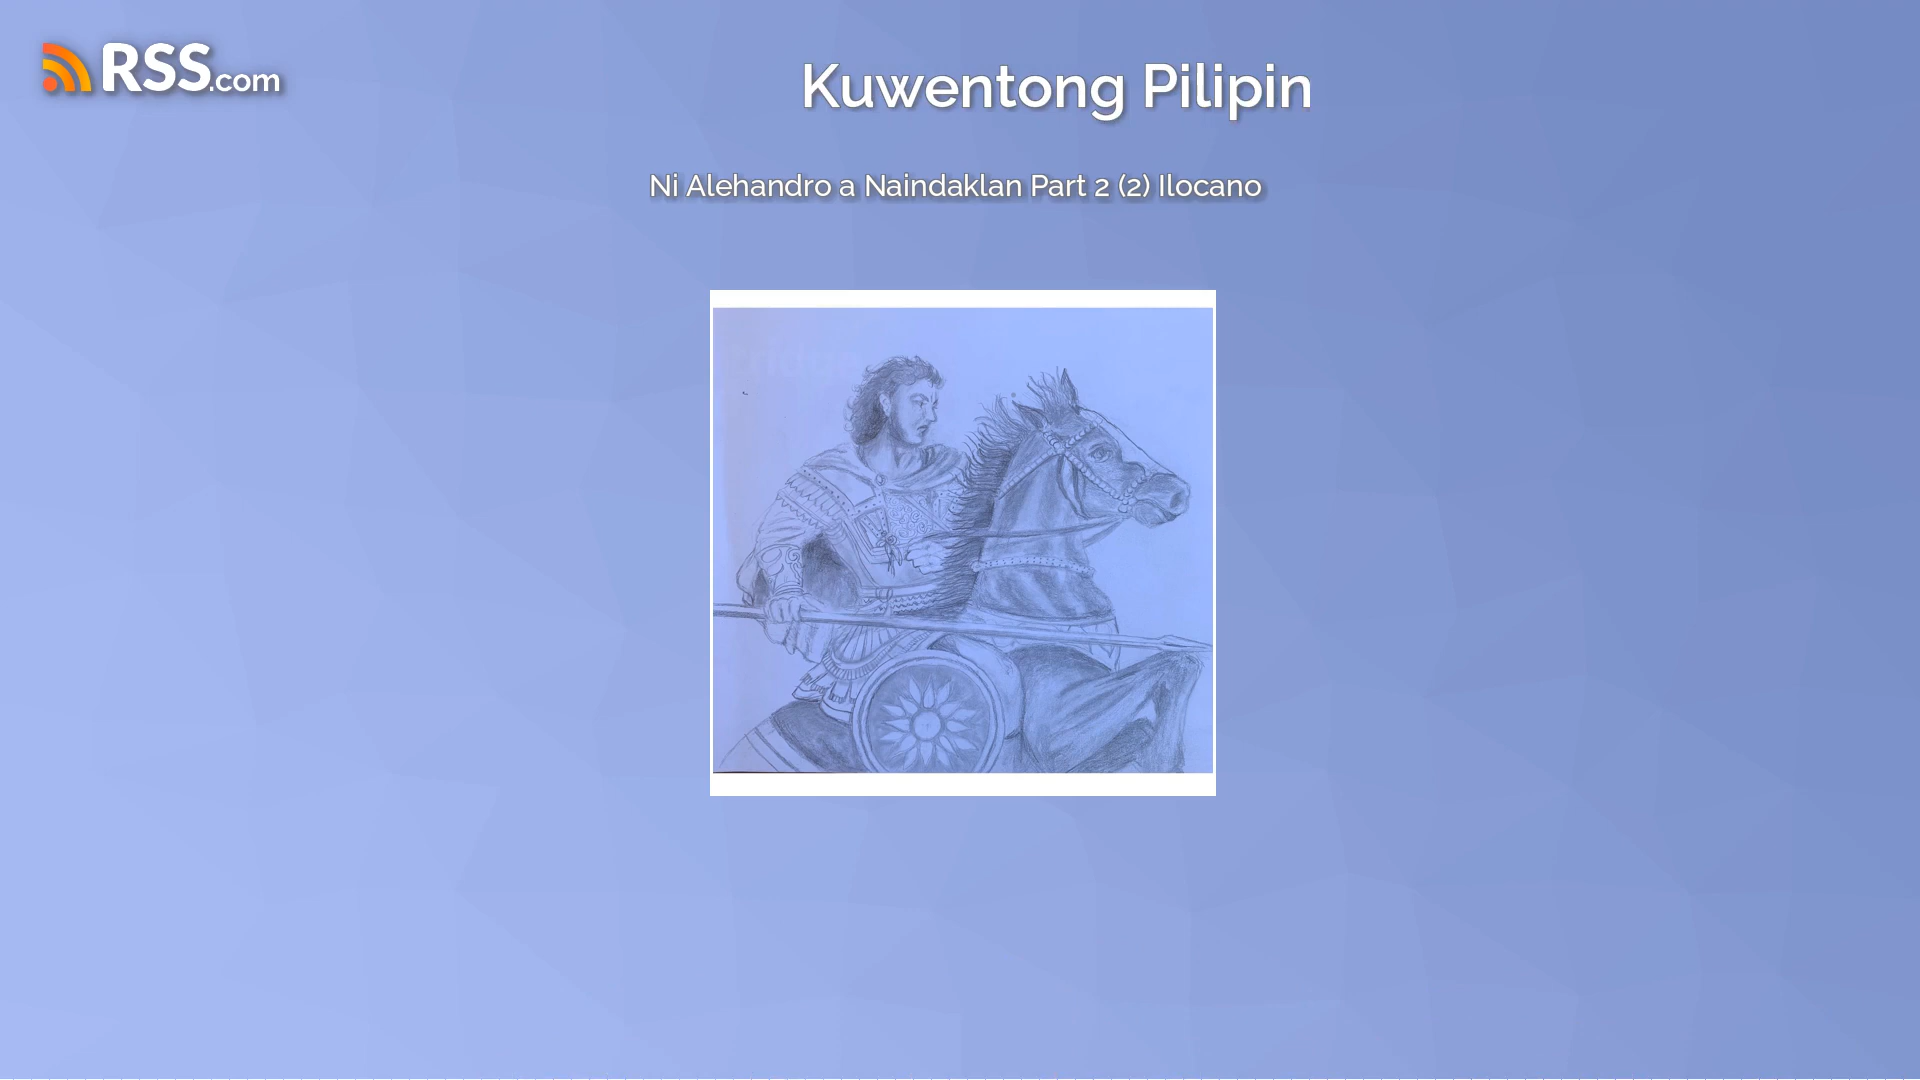 RSS.com
Kuwentong Pilipin
Ni Alehandro a Naindaklan Part 2 (2) Ilocano